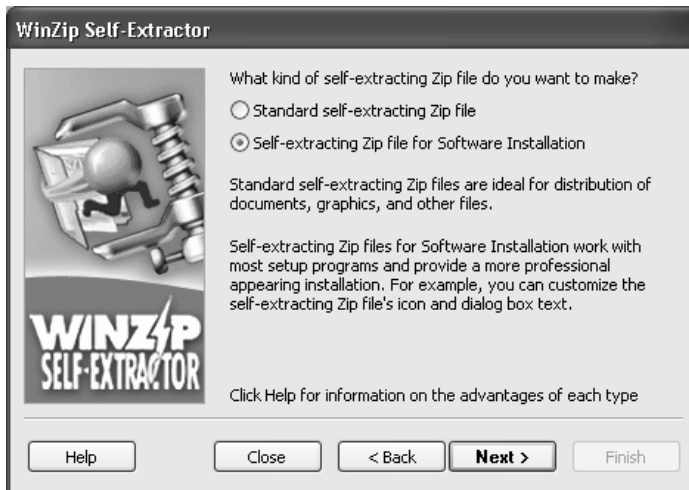 WinZip Self-Extractor
What kind of self-extracting Zip file do you want to make?
Standard self-extracting Zip file
Self-extracting Zip file for Software Installation
Standard self-extracting Zip files are ideal for distribution of
documents, graphics, and other files.
Self-extracting Zip files for Software Installation work with
most setup programs and provide a more professional
appearing installation. For example, you can customize the
self-extracting Zip file's icon and dialog box text.
WINZIP
SELF-EXTRACTOR
Click Help for information on the advantages of each type
Help
Close
< Back
Next >
Finish